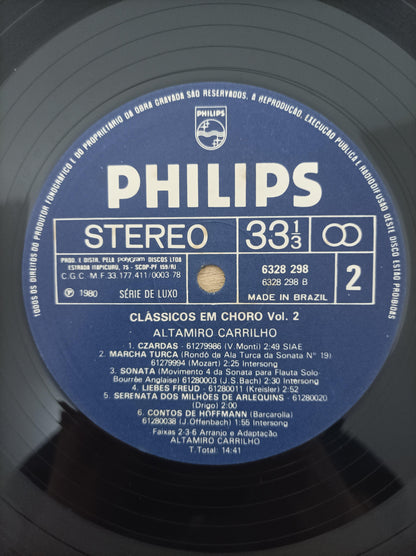 TODOS OS DIREITOS DO PRODUTOR FONOGRÁFICO E DO PROPRIETÁRIO DA OBRA GRAVADA SÃO RESERVADOS. A REPRODUÇÃO, EXECUÇÃO PÚBLICA E RADIODIFUSÃO DESTE DISCO ESTÃO
PHILIPS
PHILIPS
STEREO 33 1/3
PROD. E DISTR. PELA polygram DISCOS LTDA
ESTRADA ITAPICURU, 75 - SCDP-PF 159/RJ
C.G.C - M.F. 33.177.411/0003-78
Ⓟ 1980 SÉRIE DE LUXO
6328 298
6328 298 B
MADE IN BRAZIL
2
CLÁSSICOS EM CHORO Vol. 2
ALTAMIRO CARRILHO
1. CZARDAS - 61279986 (V.Monti) 2:49 SIAE
2. MARCHA TURCA (Rondó da Ala Turca da Sonata Nº 19)
61279994 (Mozart) 2:25 Intersong
3. SONATA (Movimento 4 da Sonata para Flauta Solo-
Bourrée Anglaise) 61280003 (J.S.Bach) 2:30 Intersong
4. LIEBES FREUD - 61280011 (Kreisler) 2:52
5. SERENATA DOS MILHÕES DE ARLEQUINS - 61280020
(Drigo) 2:00
6. CONTOS DE HOFFMANN (Barcarolla)
61280038 (J.Offenbach) 1:55 Intersong
Faixas 2-3-6 Arranjo e Adaptação
ALTAMIRO CARRILHO
T.Total: 14:41